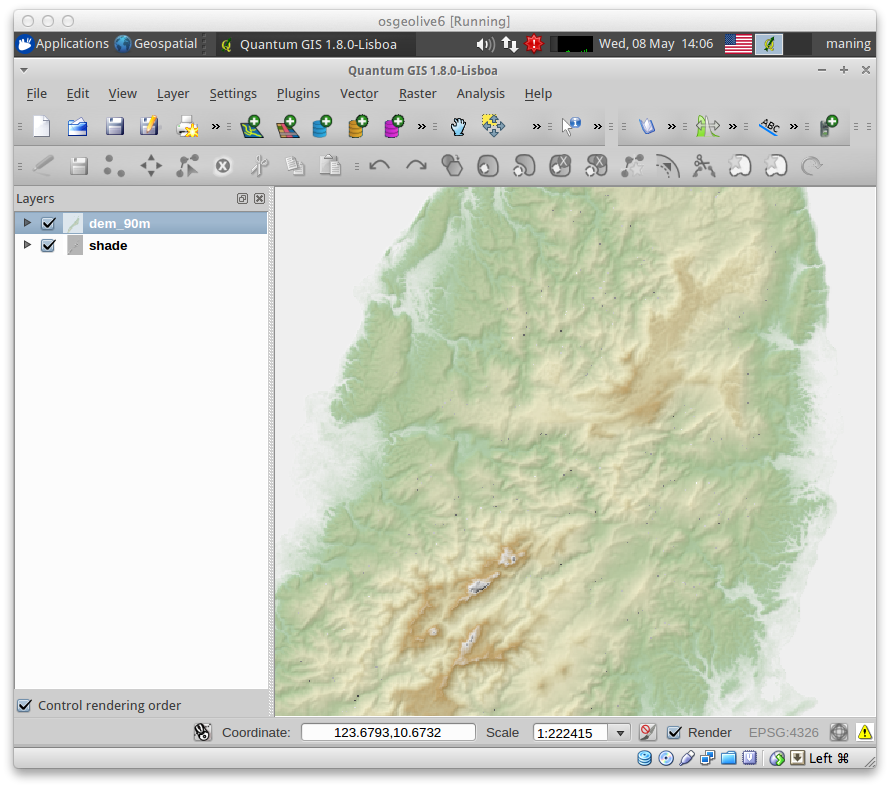 osgeolive6 [Running]
Applications Geospatial Quantum GIS 1.8.0-Lisboa Wed, 08 May 14:06 maning
Quantum GIS 1.8.0-Lisboa
File Edit View Layer Settings Plugins Vector Raster Analysis Help
ABC
Layers
dem_90m
shade
Control rendering order
Coordinate: 123.6793,10.6732 Scale 1:222415 Render EPSG:4326
Left ⌘